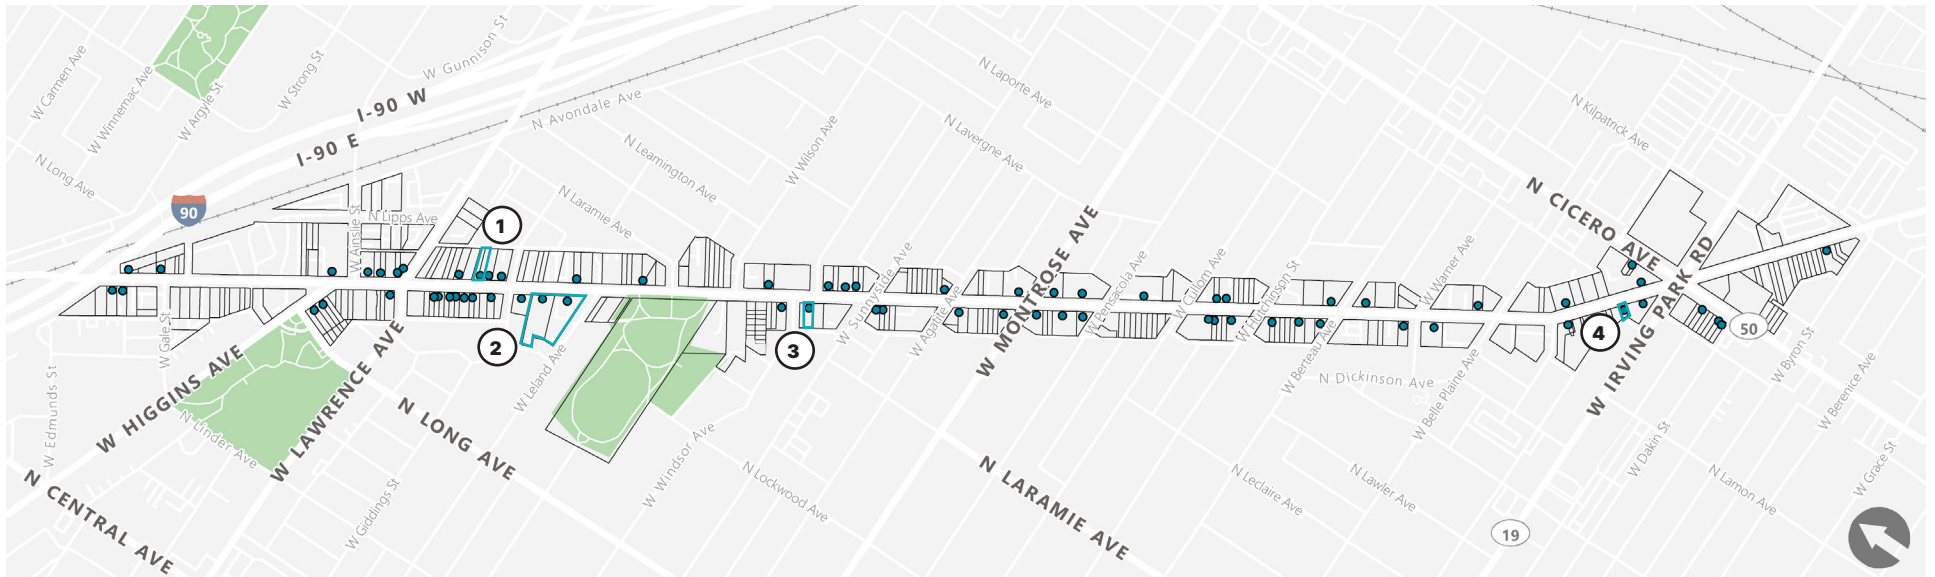 W Carmen Ave
W Winnemac Ave
W Argyle St
W Strong St
W Gunnison St
I-90 W
I-90 E
N Avondale Ave
N Long Ave
90
N Lipps Ave
W Ainslie St
1
N Leamington Ave
N Laramie Ave
W Wilson Ave
N Laporte Ave
N Lavergne Ave
N Kilpatrick Ave
N CICERO AVE
W MONTROSE AVE
W IRVING PARK RD
W Sunnyside Ave
W Agatite Ave
W Pensacola Ave
W Cullom Ave
W Hutchinson St
W Warner Ave
W Gale St
2
3
4
50
W Leland Ave
W Berteau Ave
N Dickinson Ave
W Belle Plaine Ave
W Byron St
W Berenice Ave
W Edmunds St
W HIGGINS AVE
W LAWRENCE AVE
N Linder Ave
N LONG AVE
N CENTRAL AVE
W Giddings St
W Windsor Ave
N Lockwood Ave
N LARAMIE AVE
N Leclaire Ave
N Lawler Ave
W Dakin St
N Lamon Ave
W Grace St
19